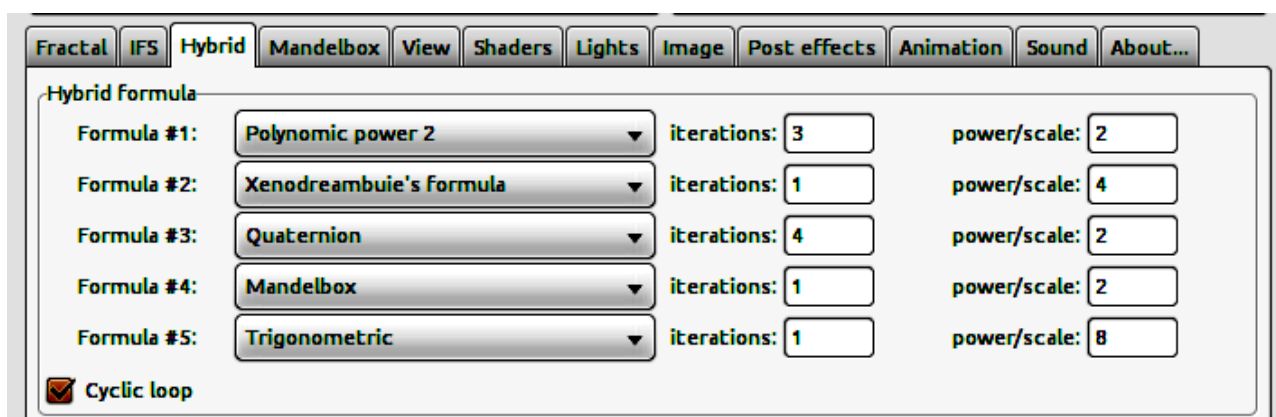 Fractal IFS Hybrid Mandelbox View Shaders Lights Image Post effects Animation Sound About...
Hybrid formula
Formula #1: Polynomic power 2 iterations: 3 power/scale: 2
Formula #2: Xenodreambuie's formula iterations: 1 power/scale: 4
Formula #3: Quaternion iterations: 4 power/scale: 2
Formula #4: Mandelbox iterations: 1 power/scale: 2
Formula #5: Trigonometric iterations: 1 power/scale: 8
Cyclic loop